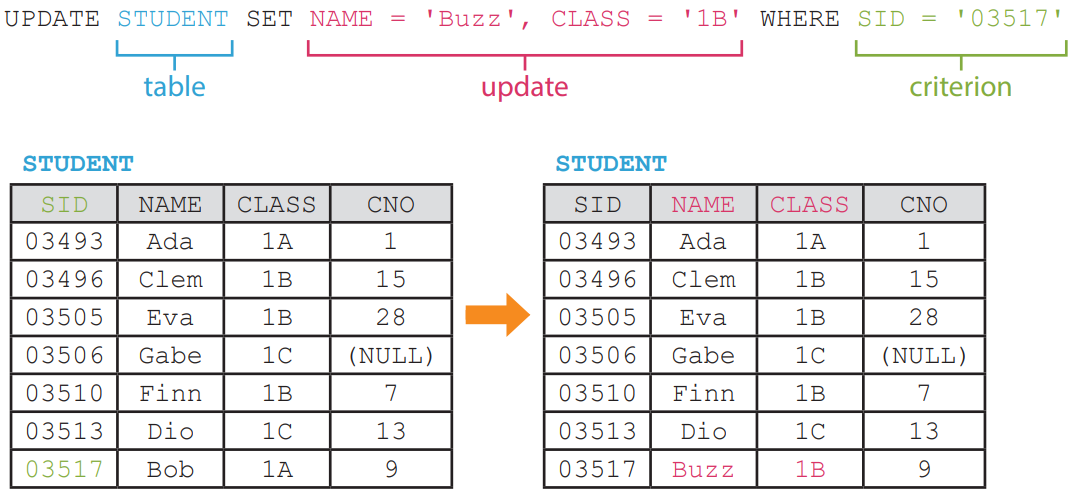 UPDATE STUDENT SET NAME = 'Buzz', CLASS = '1B' WHERE SID = '03517'
table update criterion
STUDENT
SID NAME CLASS CNO
03493 Ada 1A 1
03496 Clem 1B 15
03505 Eva 1B 28
03506 Gabe 1C (NULL)
03510 Finn 1B 7
03513 Dio 1C 13
03517 Bob 1A 9
STUDENT
SID NAME CLASS CNO
03493 Ada 1A 1
03496 Clem 1B 15
03505 Eva 1B 28
03506 Gabe 1C (NULL)
03510 Finn 1B 7
03513 Dio 1C 13
03517 Buzz 1B 9